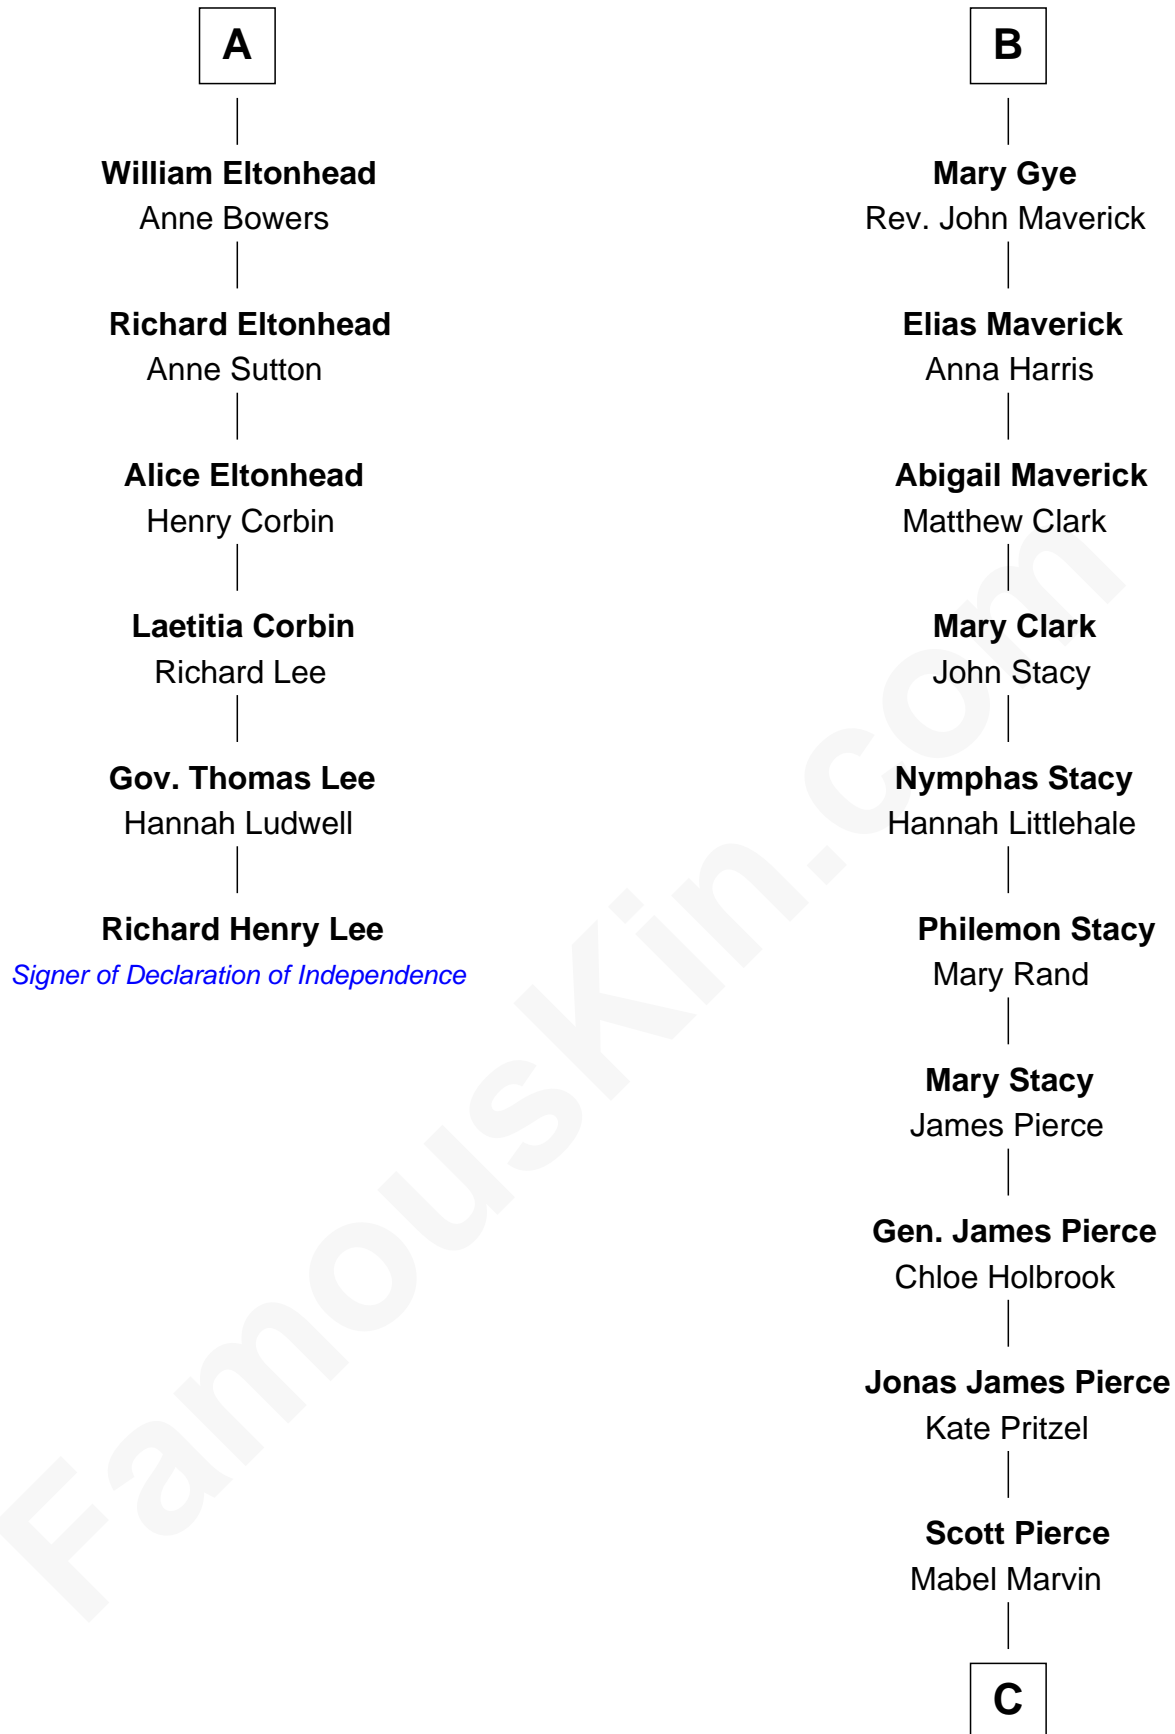 A
William Eltonhead
Anne Bowers
Richard Eltonhead
Anne Sutton
Alice Eltonhead
Henry Corbin
Laetitia Corbin
Richard Lee
Gov. Thomas Lee
Hannah Ludwell
Richard Henry Lee
Signer of Declaration of Independence
B
Mary Gye
Rev. John Maverick
Elias Maverick
Anna Harris
Abigail Maverick
Matthew Clark
Mary Clark
John Stacy
Nymphas Stacy
Hannah Littlehale
Philemon Stacy
Mary Rand
Mary Stacy
James Pierce
Gen. James Pierce
Chloe Holbrook
Jonas James Pierce
Kate Pritzel
Scott Pierce
Mabel Marvin
C
FamousKin.com